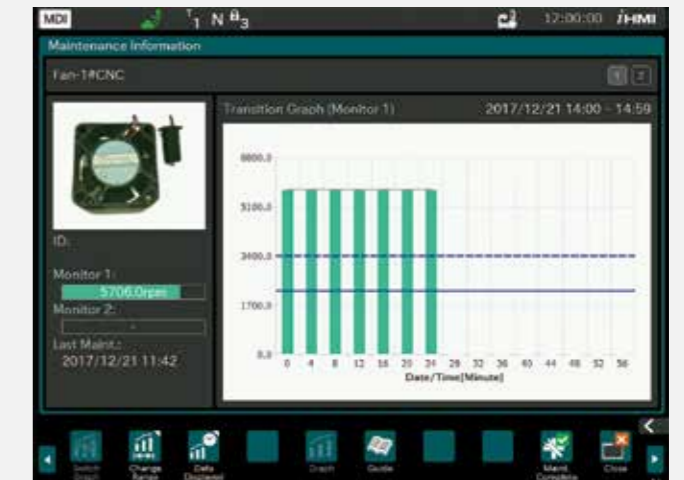 MDI
T1 N θ3
12:00:00 iHMI
Maintenance Information
Fan-1#CNC
1 2
Transition Graph (Monitor 1) 2017/12/21 14:00 - 14:59
6800.0
5100.0
3400.0
1700.0
0.0
0 4 8 12 16 20 24 28 32 36 40 44 48 52 56
Date/Time[Minute]
ID:
Monitor 1:
5706.0rpm
Monitor 2:
-
Last Maint.:
2017/12/21 11:42
Switch Graph
Change Range
Data Displayed
Graph
Guide
Maint. Complete
Close